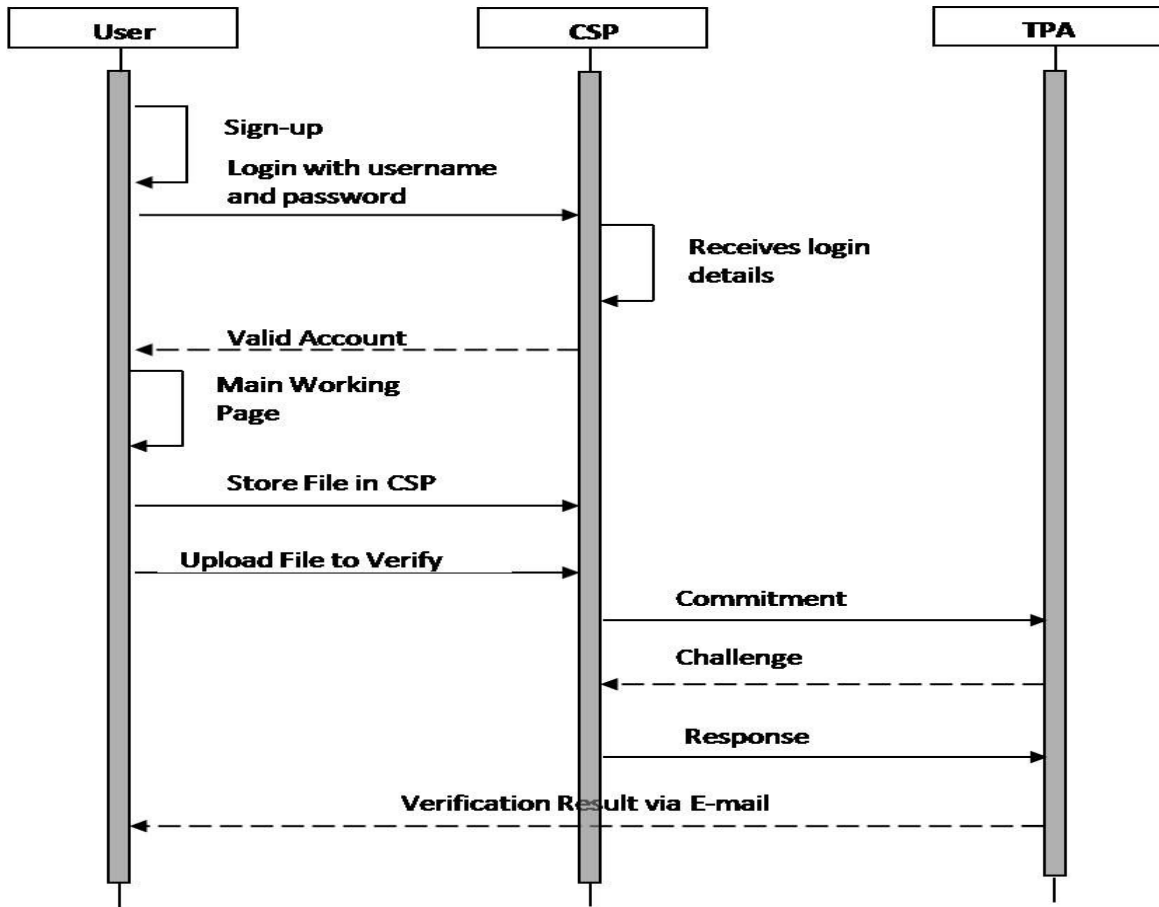 User
CSP
TPA
Sign-up
Login with username
and password
Receives login
details
Valid Account
Main Working
Page
Store File in CSP
Upload File to Verify
Commitment
Challenge
Response
Verification Result via E-mail